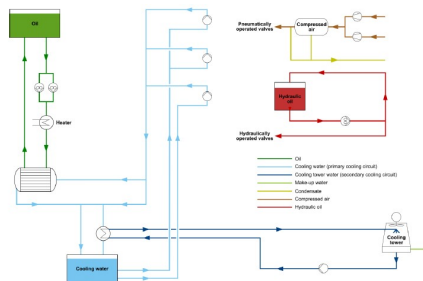 Oil
Pneumatically
operated valves
Compressed
air
Heater
Hydraulic
oil
Hydraulically
operated valves
Oil
Cooling water (primary cooling circuit)
Cooling tower water (secondary cooling circuit)
Make-up water
Condensate
Compressed air
Hydraulic oil
Cooling
tower
Cooling water